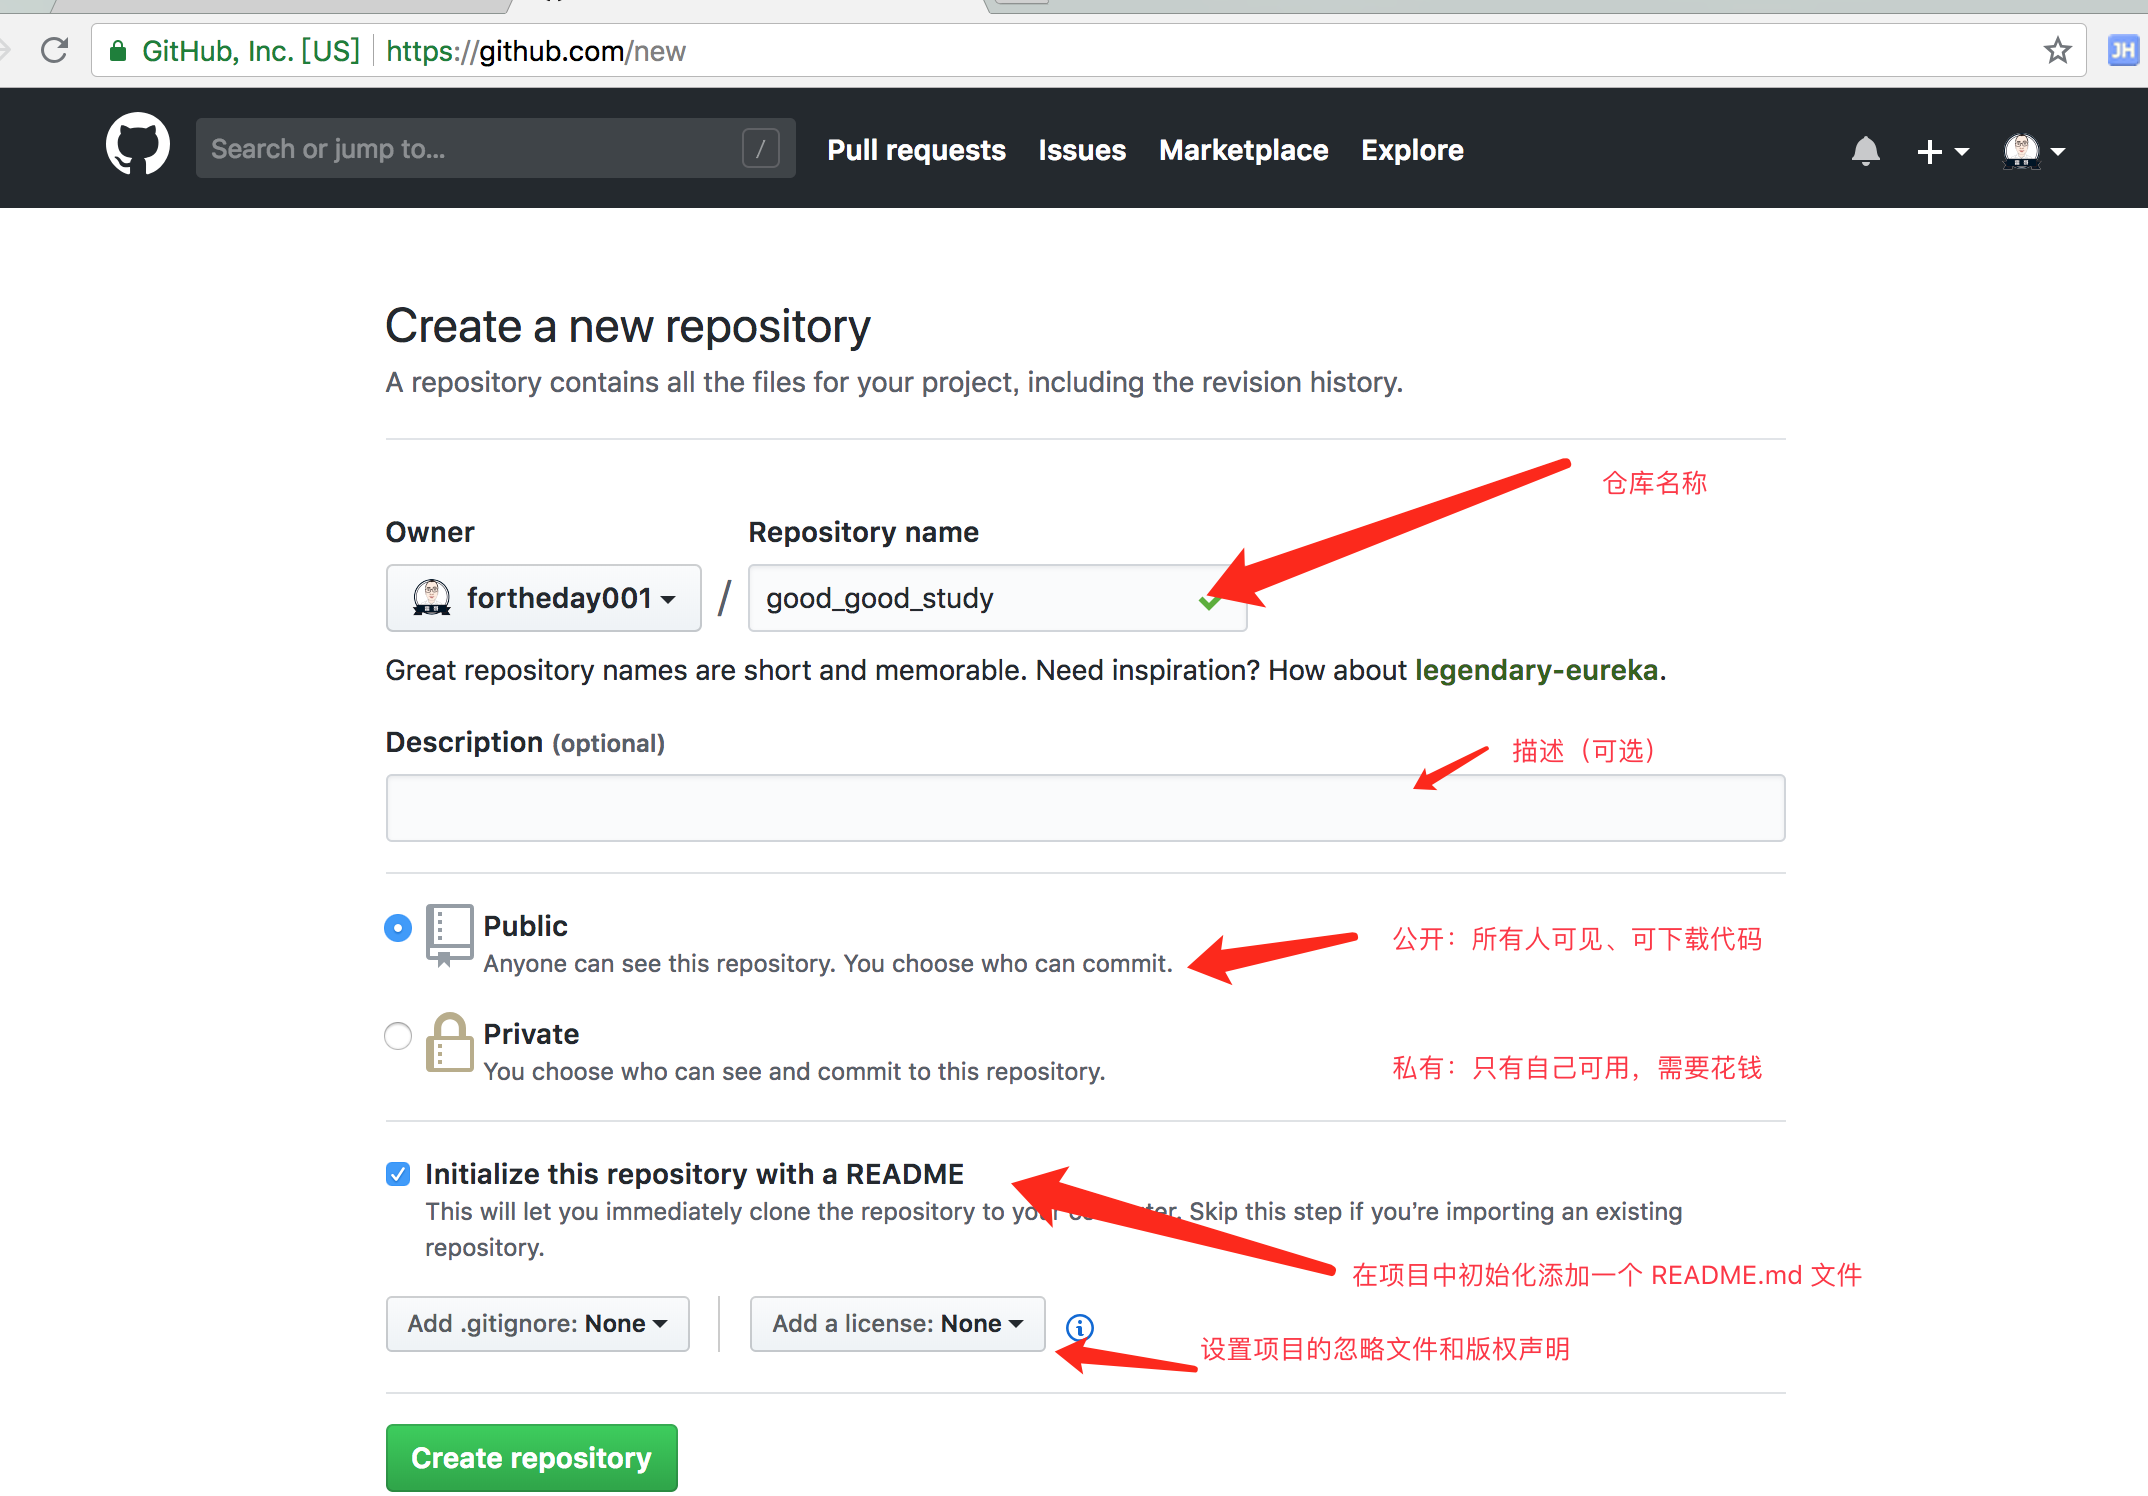 GitHub, Inc. [US] https://github.com/new
JH
Search or jump to... /
Pull requests Issues Marketplace Explore
Create a new repository
A repository contains all the files for your project, including the revision history.
仓库名称
Owner Repository name
fortheday001 / good_good_study
Great repository names are short and memorable. Need inspiration? How about legendary-eureka.
Description (optional)
描述（可选）
Public
Anyone can see this repository. You choose who can commit.
公开：所有人可见、可下载代码
Private
You choose who can see and commit to this repository.
私有：只有自己可用，需要花钱
Initialize this repository with a README
This will let you immediately clone the repository to your Skip this step if you’re importing an existing
repository.
在项目中初始化添加一个 README.md 文件
Add .gitignore: None Add a license: None
设置项目的忽略文件和版权声明
Create repository